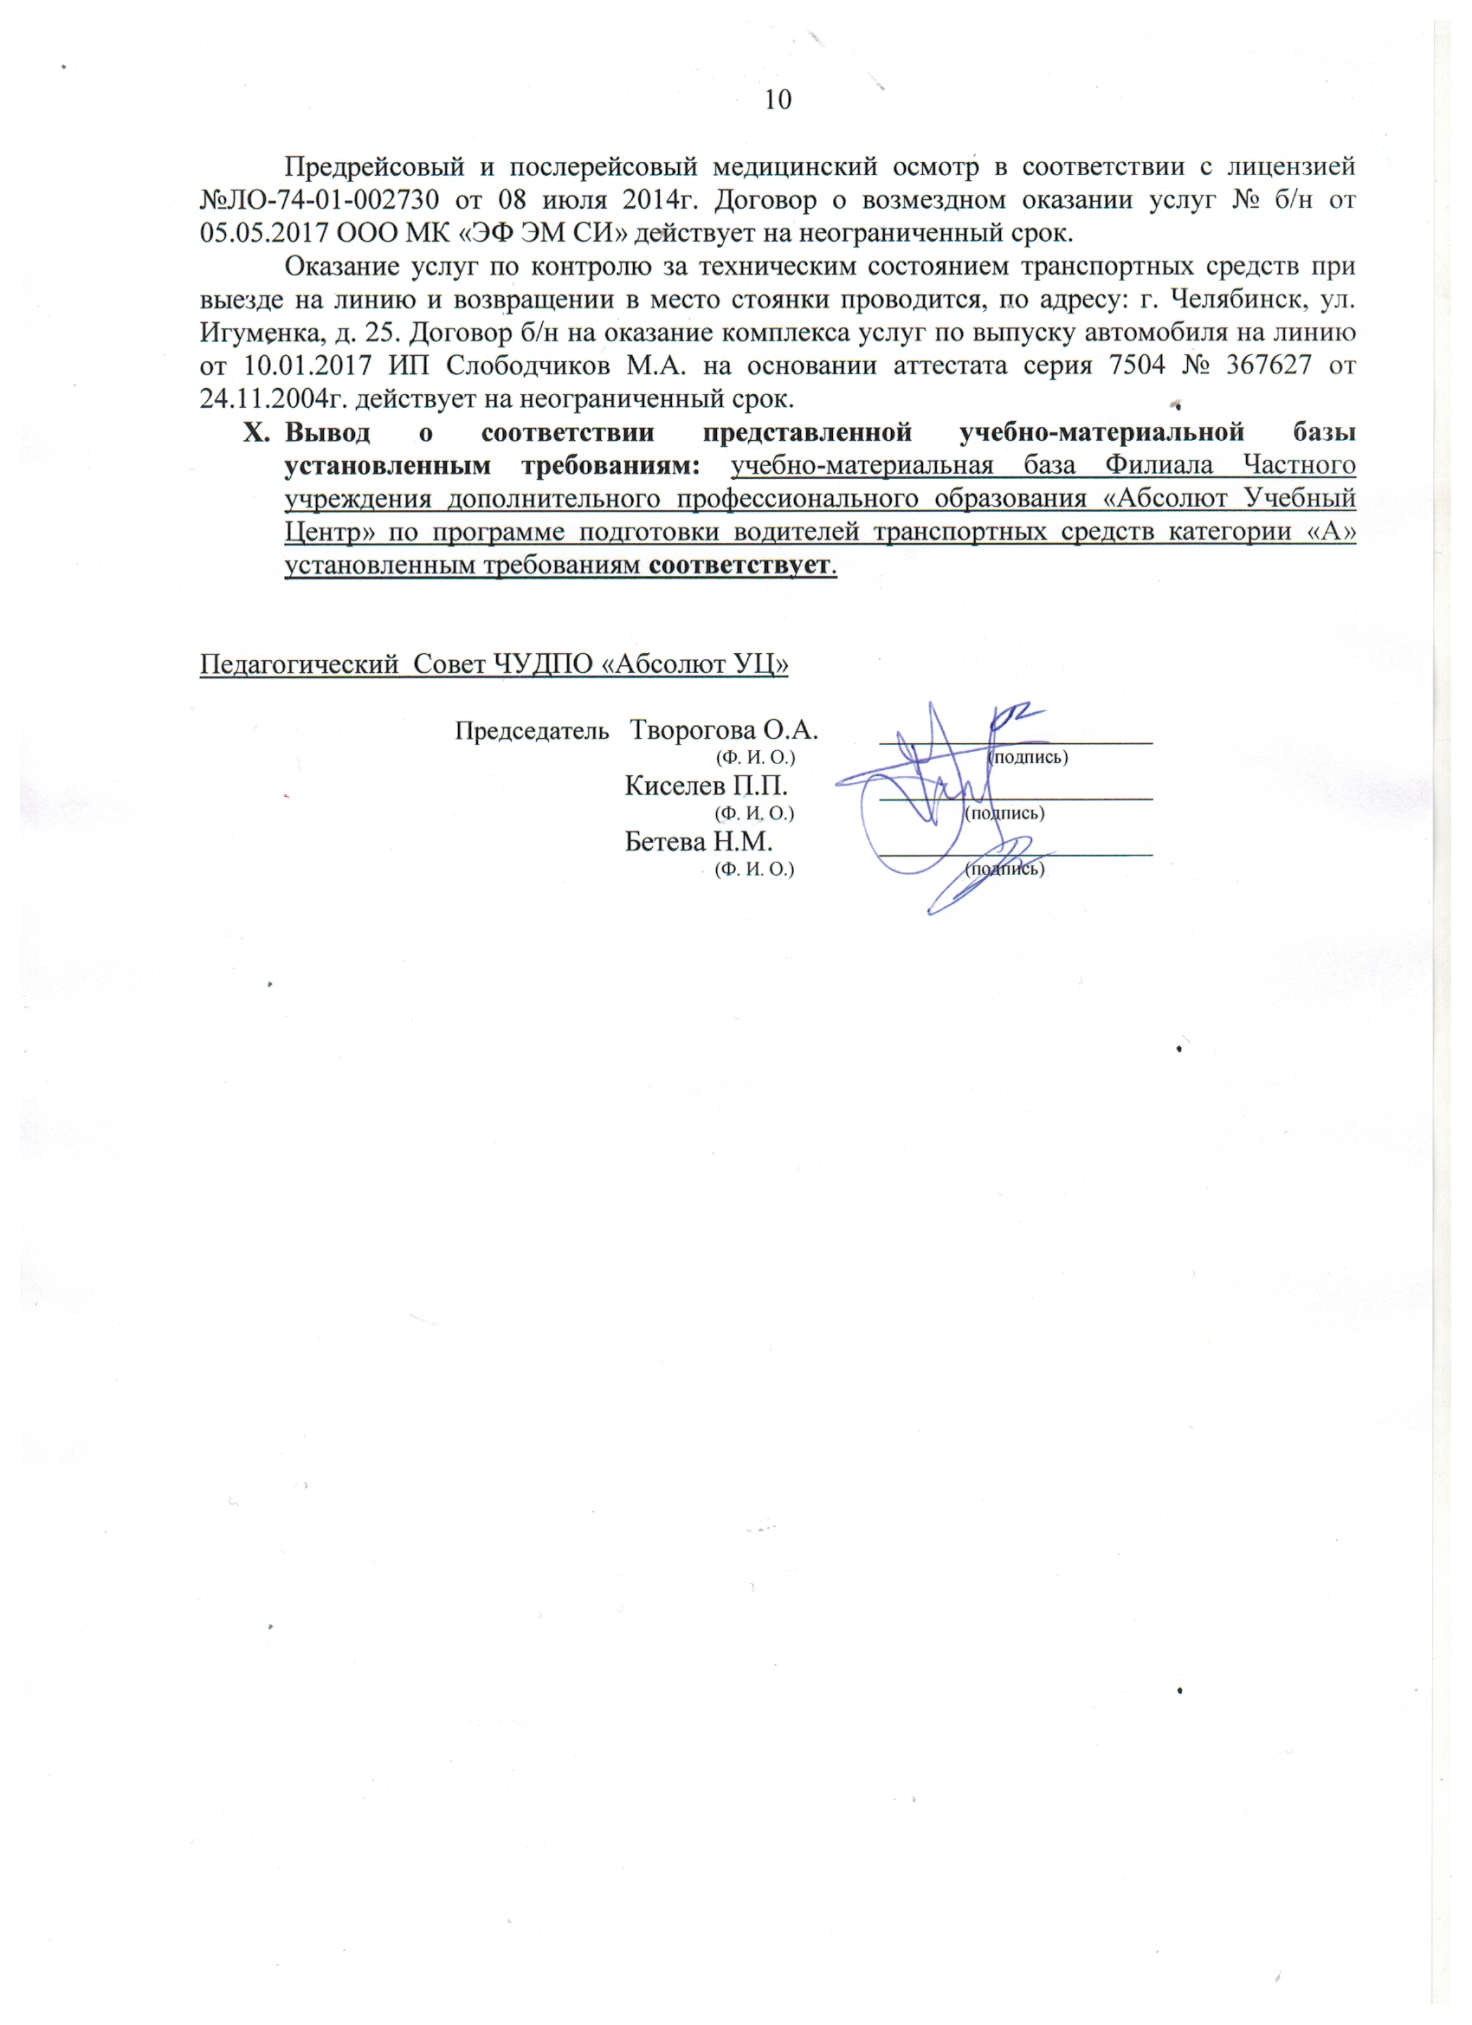 10
Предрейсовый и послерейсовый медицинский осмотр в соответствии с лицензией
№ЛО-74-01-002730 от 08 июля 2014г. Договор о возмездном оказании услуг № б/н от
05.05.2017 ООО МК «ЭФ ЭМ СИ» действует на неограниченный срок.
Оказание услуг по контролю за техническим состоянием транспортных средств при
выезде на линию и возвращении в место стоянки проводится, по адресу: г. Челябинск, ул.
Игуменка, д. 25. Договор б/н на оказание комплекса услуг по выпуску автомобиля на линию
от 10.01.2017 ИП Слободчиков М.А. на основании аттестата серия 7504 № 367627 от
24.11.2004г. действует на неограниченный срок.
X. Вывод о соответствии представленной учебно-материальной базы
установленным требованиям: учебно-материальная база Филиала Частного
учреждения дополнительного профессионального образования «Абсолют Учебный
Центр» по программе подготовки водителей транспортных средств категории «А»
установленным требованиям соответствует.
Педагогический Совет ЧУДПО «Абсолют УЦ»
Председатель Творогова О.А.
(Ф. И. О.) (подпись)
Киселев П.П.
(Ф. И. О.) (подпись)
Бетева Н.М.
(Ф. И. О.) (подпись)